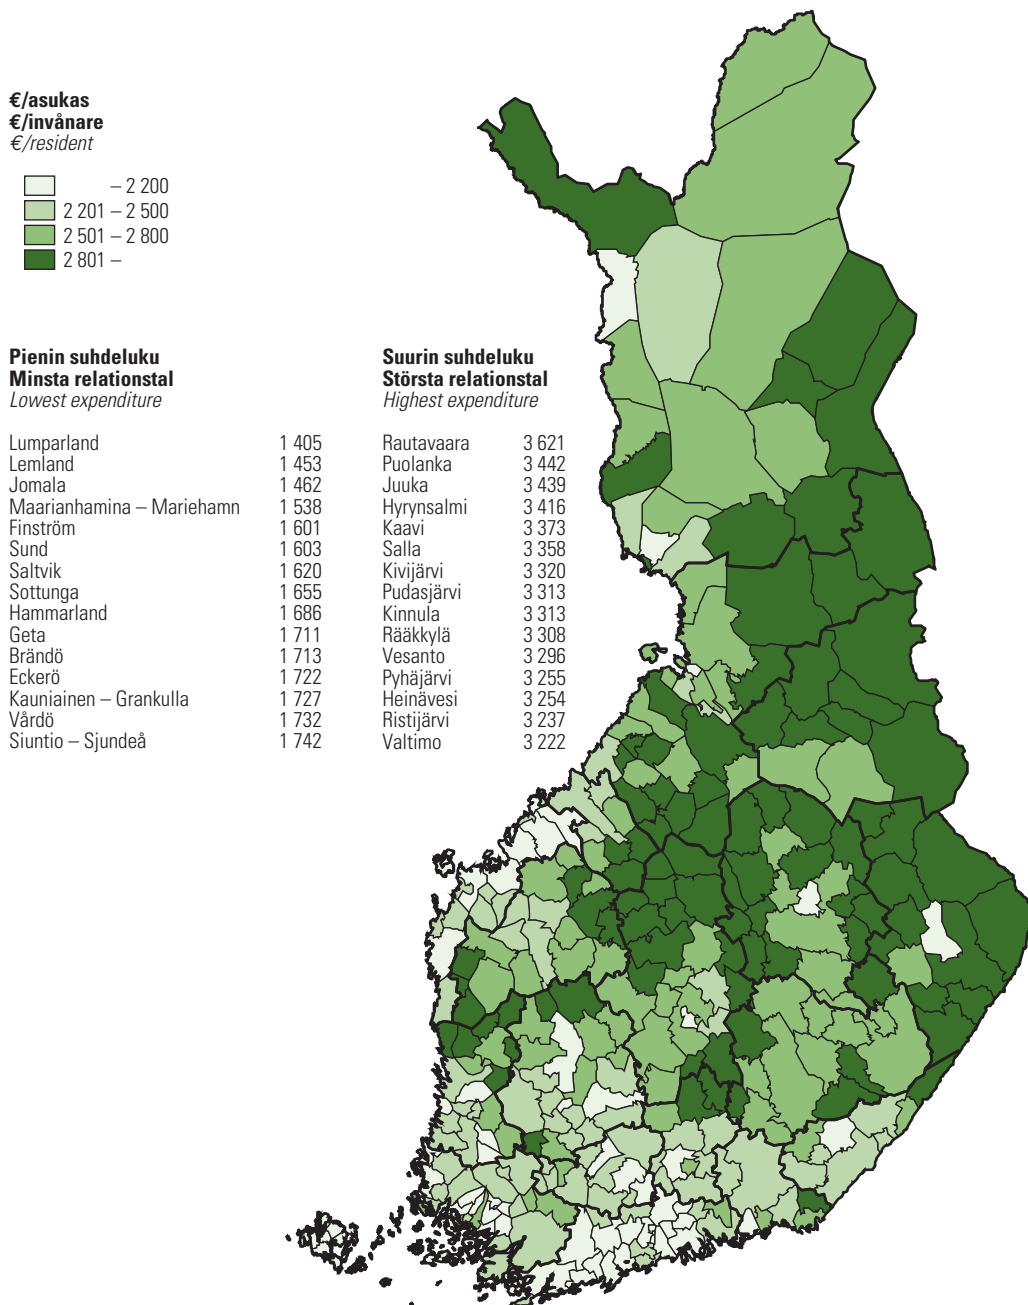 €/asukas
€/invånare
€/resident
– 2 200
2 201 – 2 500
2 501 – 2 800
2 801 –
Pienin suhdeluku
Minsta relationstal
Lowest expenditure
Lumparland 1 405
Lemland 1 453
Jomala 1 462
Maarianhamina – Mariehamn 1 538
Finström 1 601
Sund 1 603
Saltvik 1 620
Sottunga 1 655
Hammarland 1 686
Geta 1 711
Brändö 1 713
Eckerö 1 722
Kauniainen – Grankulla 1 727
Vårdö 1 732
Siuntio – Sjundeå 1 742
Suurin suhdeluku
Största relationstal
Highest expenditure
Rautavaara 3 621
Puolanka 3 442
Juuka 3 439
Hyrynsalmi 3 416
Kaavi 3 373
Salla 3 358
Kivijärvi 3 320
Pudasjärvi 3 313
Kinnula 3 313
Rääkkylä 3 308
Vesanto 3 296
Pyhäjärvi 3 255
Heinävesi 3 254
Ristijärvi 3 237
Valtimo 3 222